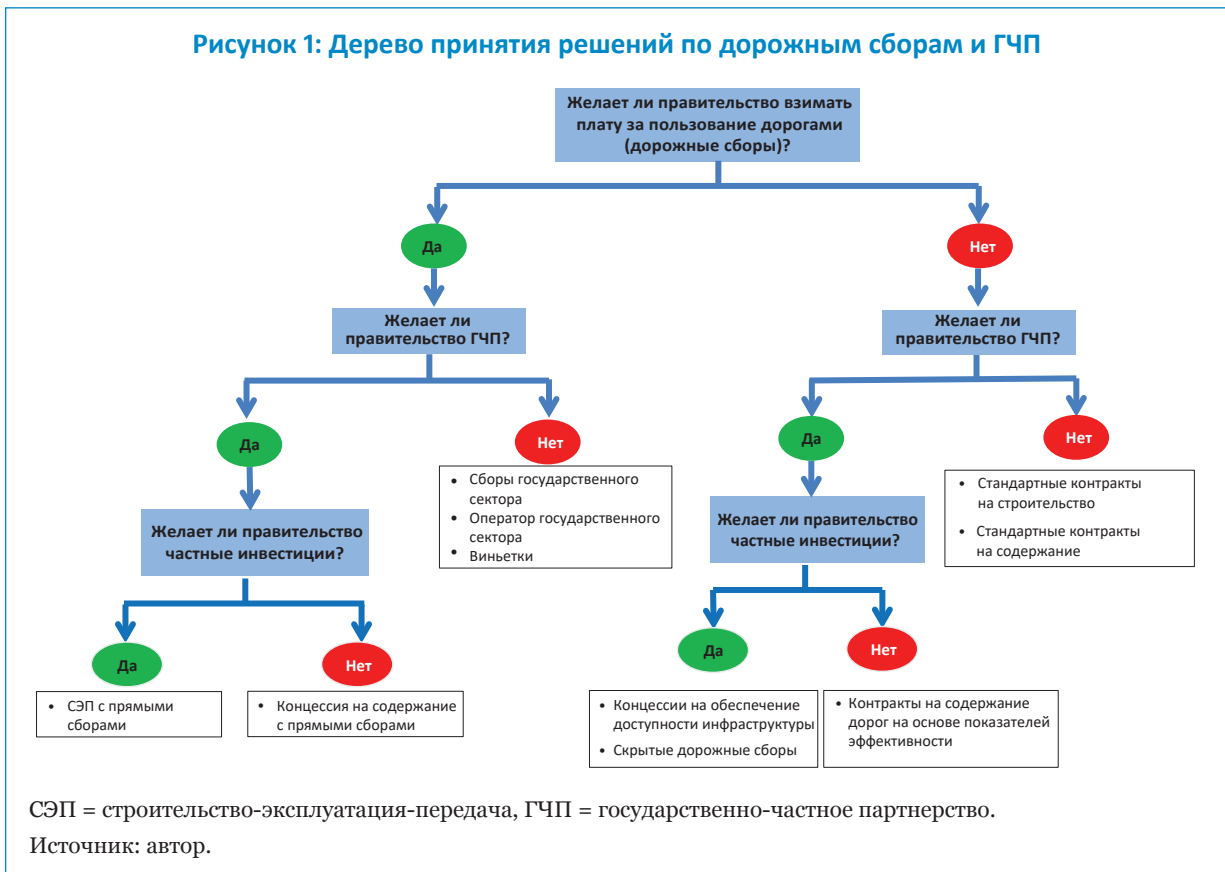 Рисунок 1: Дерево принятия решений по дорожным сборам и ГЧП
Желает ли правительство взимать
плату за пользование дорогами
(дорожные сборы)?
Да
Нет
Желает ли
правительство ГЧП?
Желает ли
правительство ГЧП?
Да
Нет
Да
Нет
• Сборы государственного
сектора
• Оператор государственного
сектора
• Виньетки
• Стандартные контракты
на строительство
• Стандартные контракты
на содержание
Желает ли правительство
частные инвестиции?
Желает ли правительство
частные инвестиции?
Да
Нет
Да
Нет
• СЭП с прямыми
сборами
• Концессия на содержание
с прямыми сборами
• Концессии на обеспечение
доступности инфраструктуры
• Скрытые дорожные сборы
• Контракты на содержание
дорог на основе показателей
эффективности
СЭП = строительство-эксплуатация-передача, ГЧП = государственно-частное партнерство.
Источник: автор.